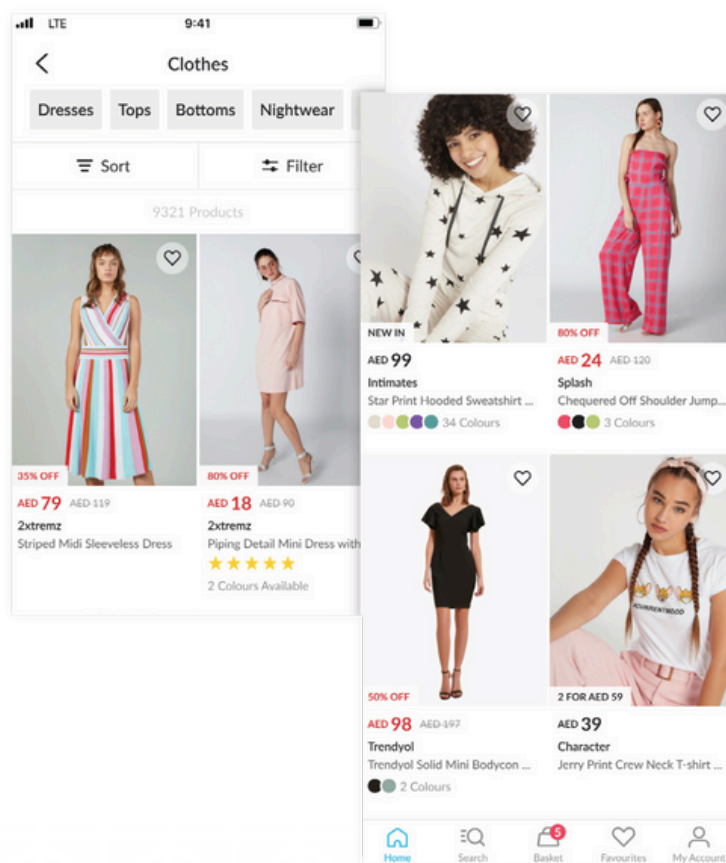 LTE 9:41
Clothes
Dresses Tops Bottoms Nightwear
Sort Filter
9321 Products
35% OFF
AED 79 AED 119
2xtremz
Striped Midi Sleeveless Dress
80% OFF
AED 18 AED 90
2xtremz
Piping Detail Mini Dress with
2 Colours Available
NEW IN
AED 99
Intimates
Star Print Hooded Sweatshirt ...
34 Colours
80% OFF
AED 24 AED 120
Splash
Chequered Off Shoulder Jump...
3 Colours
50% OFF
AED 98 AED 197
Trendyol
Trendyol Solid Mini Bodycon ...
2 Colours
#CURRENTMOOD
2 FOR AED 59
AED 39
Character
Jerry Print Crew Neck T-shirt ...
5
Home Search Basket Favourites My Account